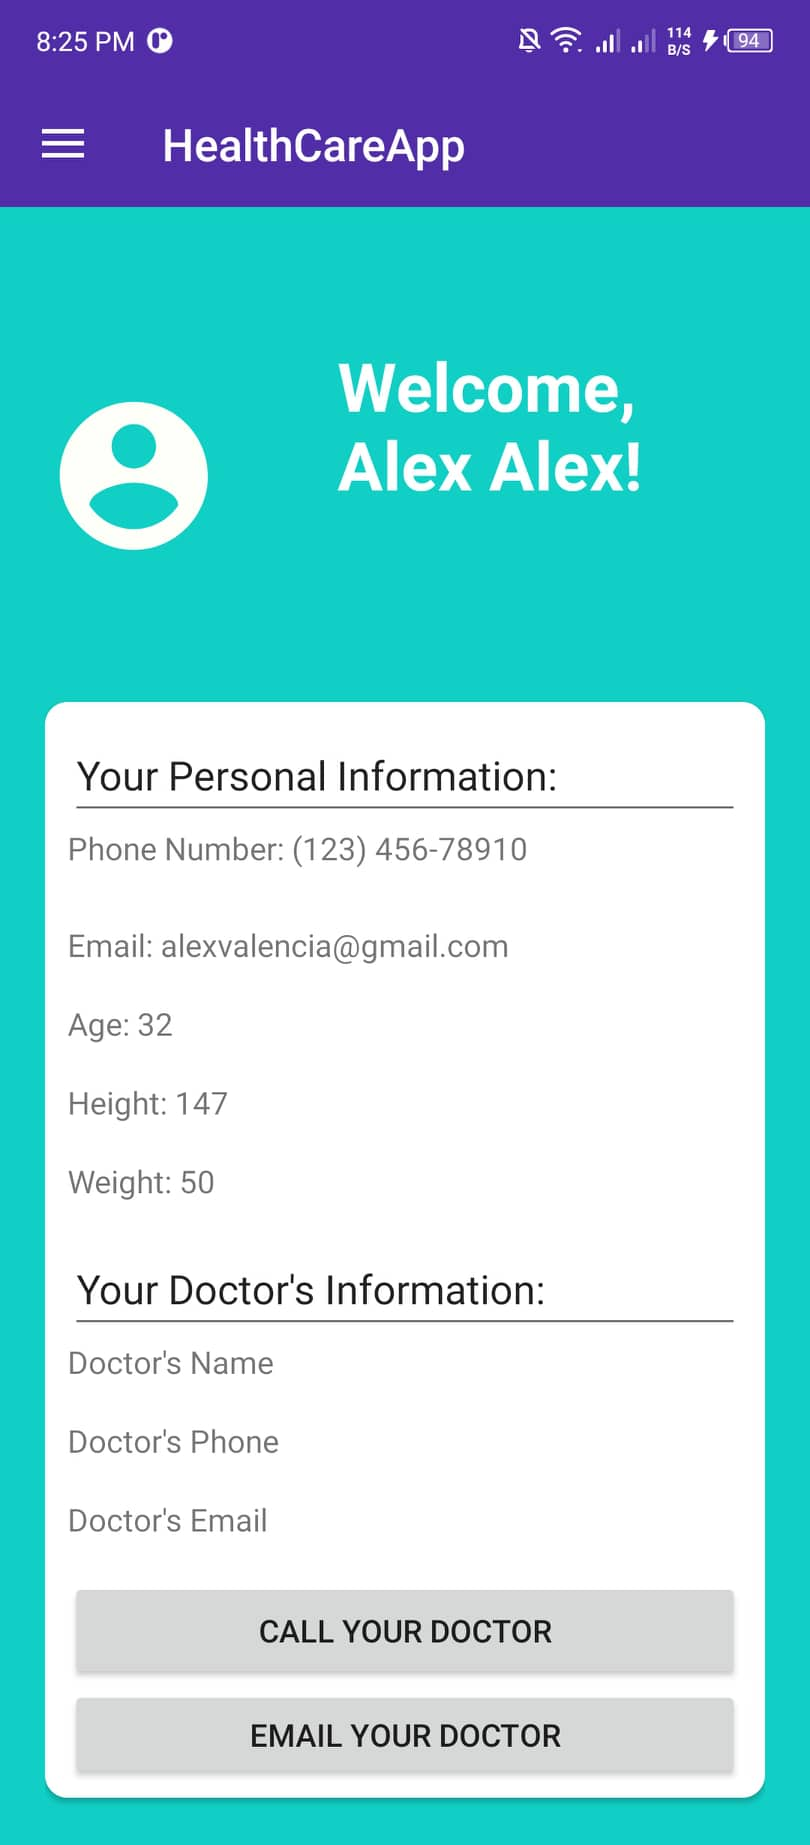 8:25 PM
114
B/S
94
HealthCareApp
Welcome,
Alex Alex!
Your Personal Information:
Phone Number: (123) 456-78910
Email: alexvalencia@gmail.com
Age: 32
Height: 147
Weight: 50
Your Doctor's Information:
Doctor's Name
Doctor's Phone
Doctor's Email
CALL YOUR DOCTOR
EMAIL YOUR DOCTOR